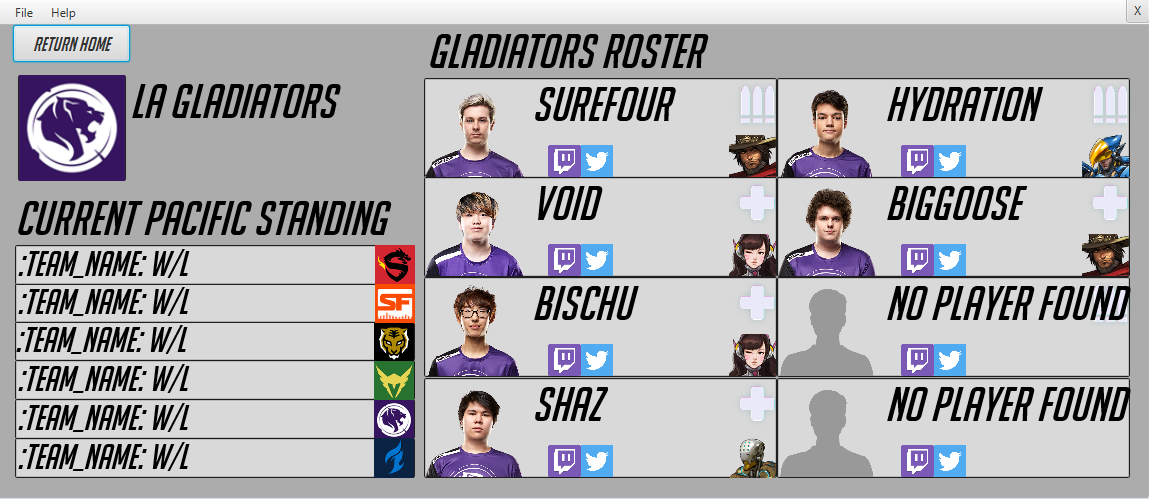 File Help X
RETURN HOME
LA GLADIATORS
CURRENT PACIFIC STANDING
:TEAM_NAME: W/L
SF
:TEAM_NAME: W/L
:TEAM_NAME: W/L
:TEAM_NAME: W/L
:TEAM_NAME: W/L
:TEAM_NAME: W/L
GLADIATORS ROSTER
SUREFOUR
HYDRATION
VOID
BIGGOOSE
BISCHU
NO PLAYER FOUND
SHAZ
NO PLAYER FOUND